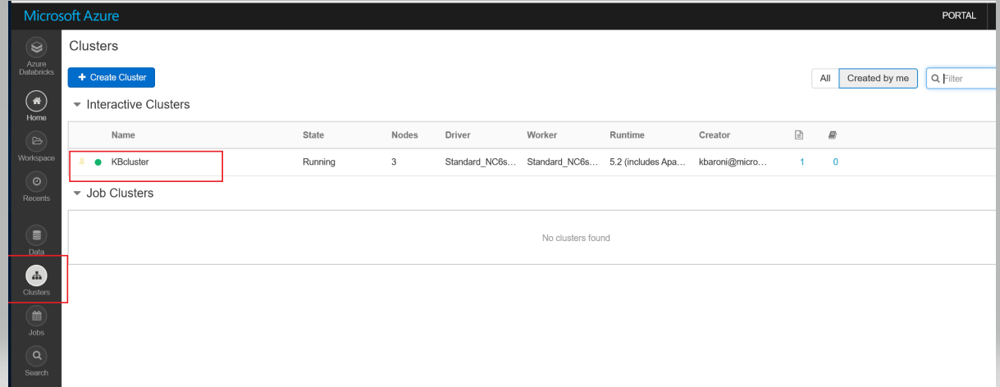 Microsoft Azure
PORTAL
Azure
Databricks
Home
Workspace
Recents
Data
Clusters
Jobs
Search
Clusters
+ Create Cluster
All Created by me Filter
Interactive Clusters
Name State Nodes Driver Worker Runtime Creator
KBcluster Running 3 Standard_NC6s... Standard_NC6s... 5.2 (includes Apa... kbaroni@micro... 1 0
Job Clusters
No clusters found